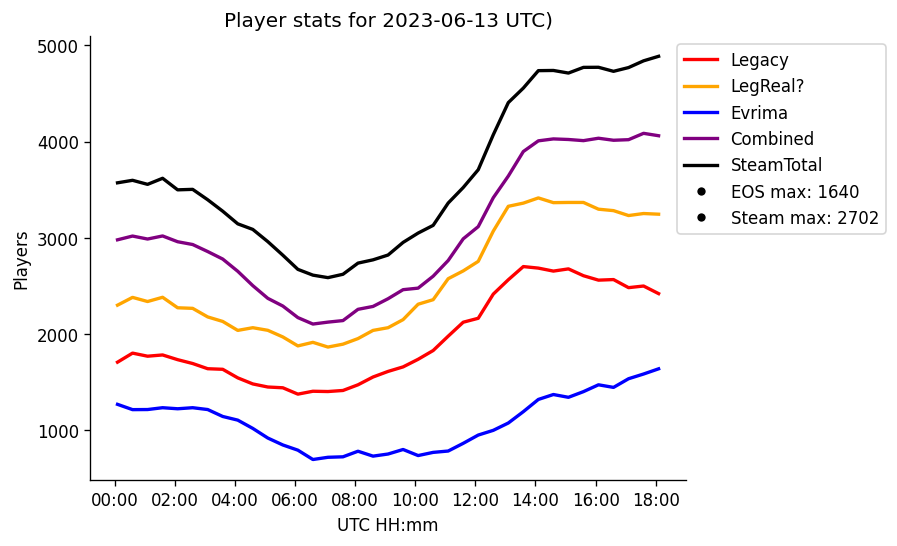 Player stats for 2023-06-13 UTC)
5000
4000
3000
2000
1000
Players
00:00 02:00 04:00 06:00 08:00 10:00 12:00 14:00 16:00 18:00
UTC HH:mm
Legacy
LegReal?
Evrima
Combined
SteamTotal
EOS max: 1640
Steam max: 2702